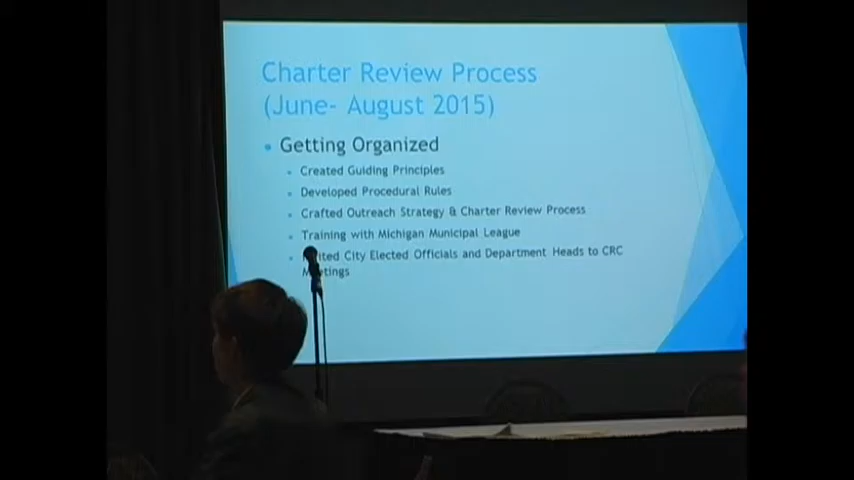 Charter Review Process
(June- August 2015)
Getting Organized
Created Guiding Principles
Developed Procedural Rules
Crafted Outreach Strategy & Charter Review Process
Training with Michigan Municipal League
City Elected Officials and Department Heads to CRC